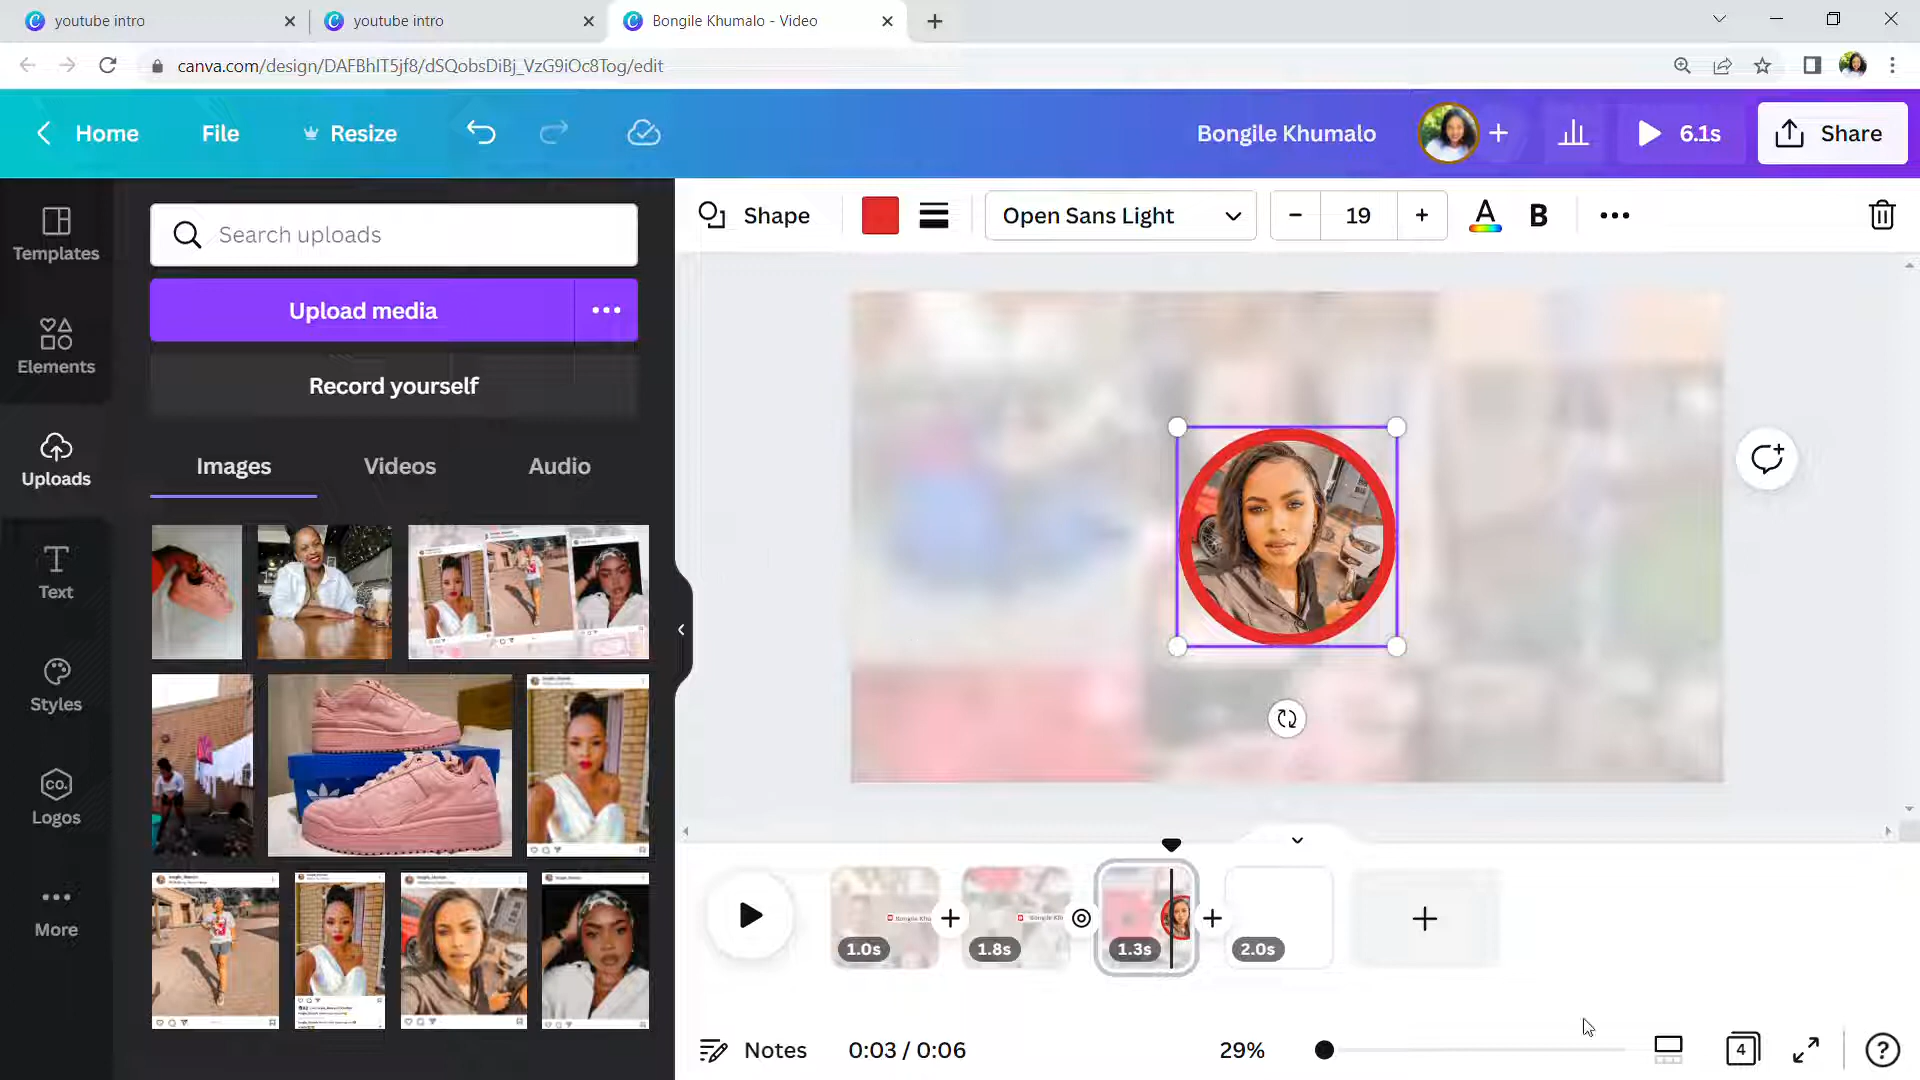 youtube intro
youtube intro
Bongile Khumalo - Video
canva.com/design/DAFBhIT5jf8/dSQobsDiBj_VzG9iOc8Tog/edit
Home
File
Resize
Bongile Khumalo
6.1s
Share
Templates
Elements
Uploads
Text
Styles
CO.
Logos
More
Search uploads
Upload media
Record yourself
Images
Videos
Audio
Shape
Open Sans Light
19
A
B
1.0s
1.8s
1.3s
2.0s
Notes
0:03 / 0:06
29%
4